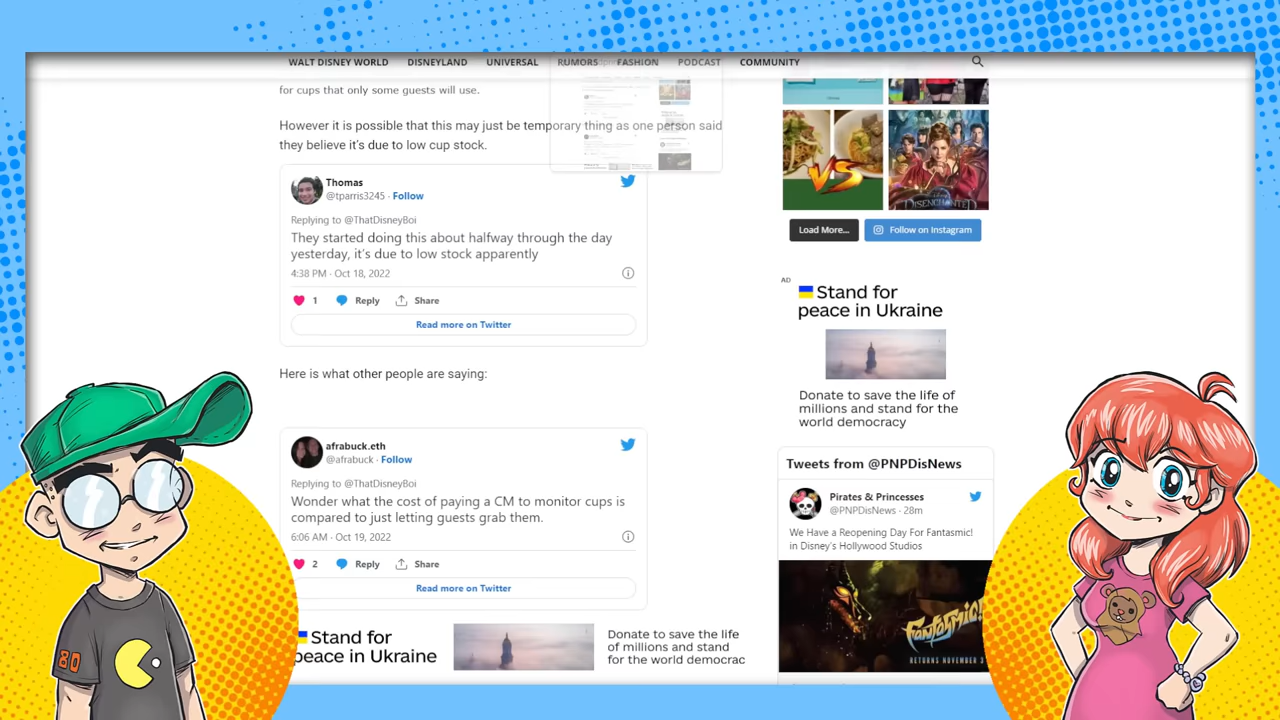 WALT DISNEY WORLD
DISNEYLAND
UNIVERSAL
RUMORS
FASHION
PODCAST
COMMUNITY
for cups that only some guests will use.
However it is possible that this may just be temporary thing as one person said
they believe it's due to low cup stock.
Thomas
@tparris3245 · Follow
Replying to @ThatDisneyBoi
They started doing this about halfway through the day
yesterday, it's due to low stock apparently
4:38 PM · Oct 18, 2022
1 Reply Share
Read more on Twitter
Here is what other people are saying:
afrabuck.eth
@afrabuck · Follow
Replying to @ThatDisneyBoi
Wonder what the cost of paying a CM to monitor cups is
compared to just letting guests grab them.
6:06 AM · Oct 19, 2022
2 Reply Share
Read more on Twitter
Stand for
peace in Ukraine
Donate to save the life
of millions and stand
for the world democrac
VS
DISENCHANTED
Load More...
Follow on Instagram
AD
Stand for
peace in Ukraine
Donate to save the life of
millions and stand for the
world democracy
Tweets from @PNPDisNews
Pirates & Princesses
@PNPDisNews · 28m
We Have a Reopening Day For Fantasmic!
in Disney's Hollywood Studios
Fantasmic!
RETURNS NOVEMBER 3
80